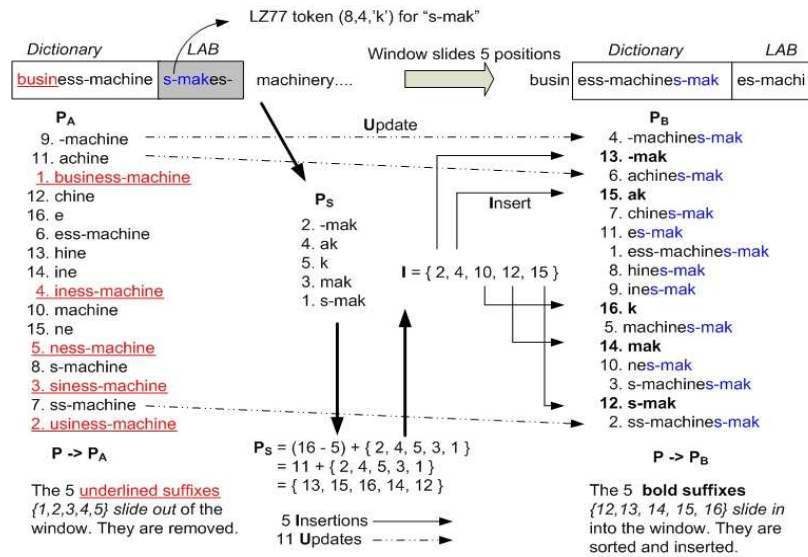 LZ77 token (8,4,'k') for "s-mak"
Dictionary
LAB
business-machine
s-makes-
machinery....
Window slides 5 positions
busin
Dictionary
LAB
ess-machines-mak
es-machi
P_A
9. -machine
11. achine
1. business-machine
12. chine
16. e
6. ess-machine
13. hine
14. ine
4. iness-machine
10. machine
15. ne
5. ness-machine
8. s-machine
3. siness-machine
7. ss-machine
2. usiness-machine
P -> P_A
The 5 underlined suffixes
{1,2,3,4,5} slide out of the
window. They are removed.
Update
P_S
2. -mak
4. ak
5. k
3. mak
1. s-mak
Insert
I = { 2, 4, 10, 12, 15 }
P_S = (16 - 5) + { 2, 4, 5, 3, 1 }
= 11 + { 2, 4, 5, 3, 1 }
= { 13, 15, 16, 14, 12 }
5 Insertions
11 Updates
P_B
4. -machines-mak
13. -mak
6. achines-mak
15. ak
7. chines-mak
11. es-mak
1. ess-machines-mak
8. hines-mak
9. ines-mak
16. k
5. machines-mak
14. mak
10. nes-mak
3. s-machines-mak
12. s-mak
2. ss-machines-mak
P -> P_B
The 5 bold suffixes
{12,13, 14, 15, 16} slide in
into the window. They are
sorted and inserted.